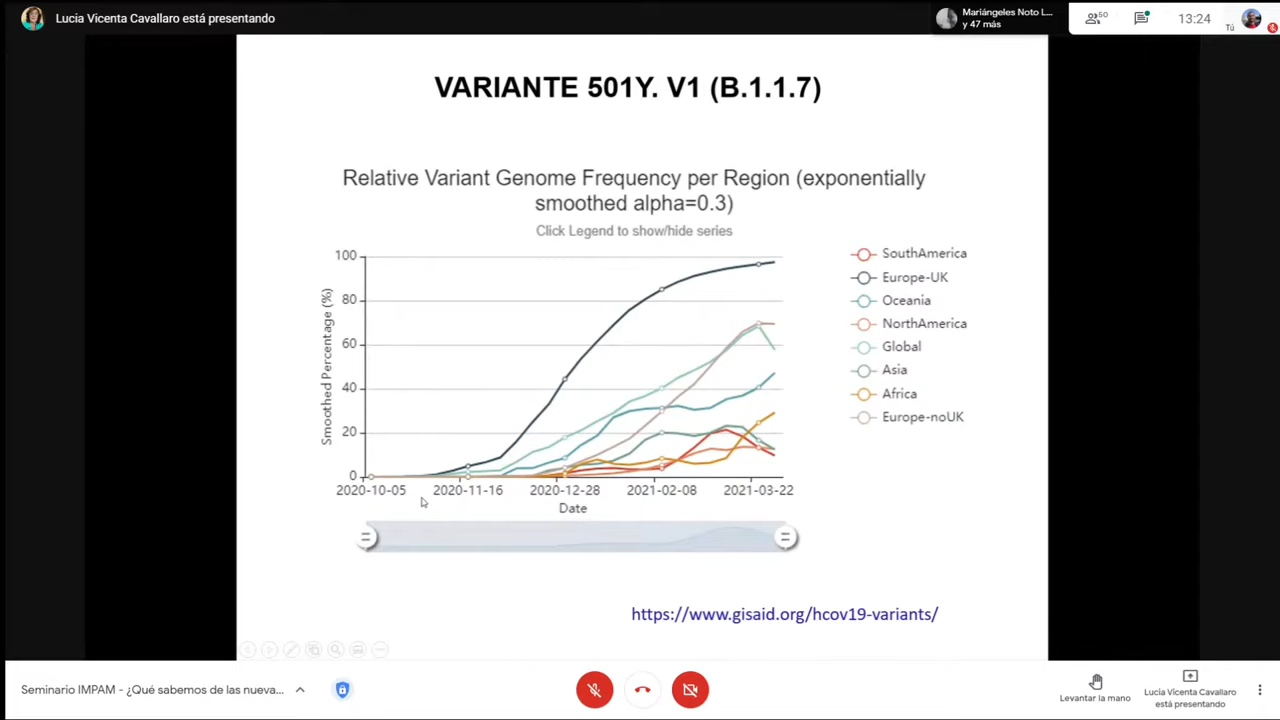 Lucia Vicenta Cavallaro está presentando
Mariángeles Noto L...
y 47 más
60
13:24
Tú
VARIANTE 501Y. V1 (B.1.1.7)
Relative Variant Genome Frequency per Region (exponentially
smoothed alpha=0.3)
Click Legend to show/hide series
Smoothed Percentage (%)
100
80
60
40
20
0
2020-10-05
2020-11-16
2020-12-28
2021-02-08
2021-03-22
Date
SouthAmerica
Europe-UK
Oceania
NorthAmerica
Global
Asia
Africa
Europe-noUK
https://www.gisaid.org/hcov19-variants/
Seminario IMPAM - ¿Qué sabemos de las nueva...
Levantar la mano
Lucia Vicenta Cavallaro
está presentando